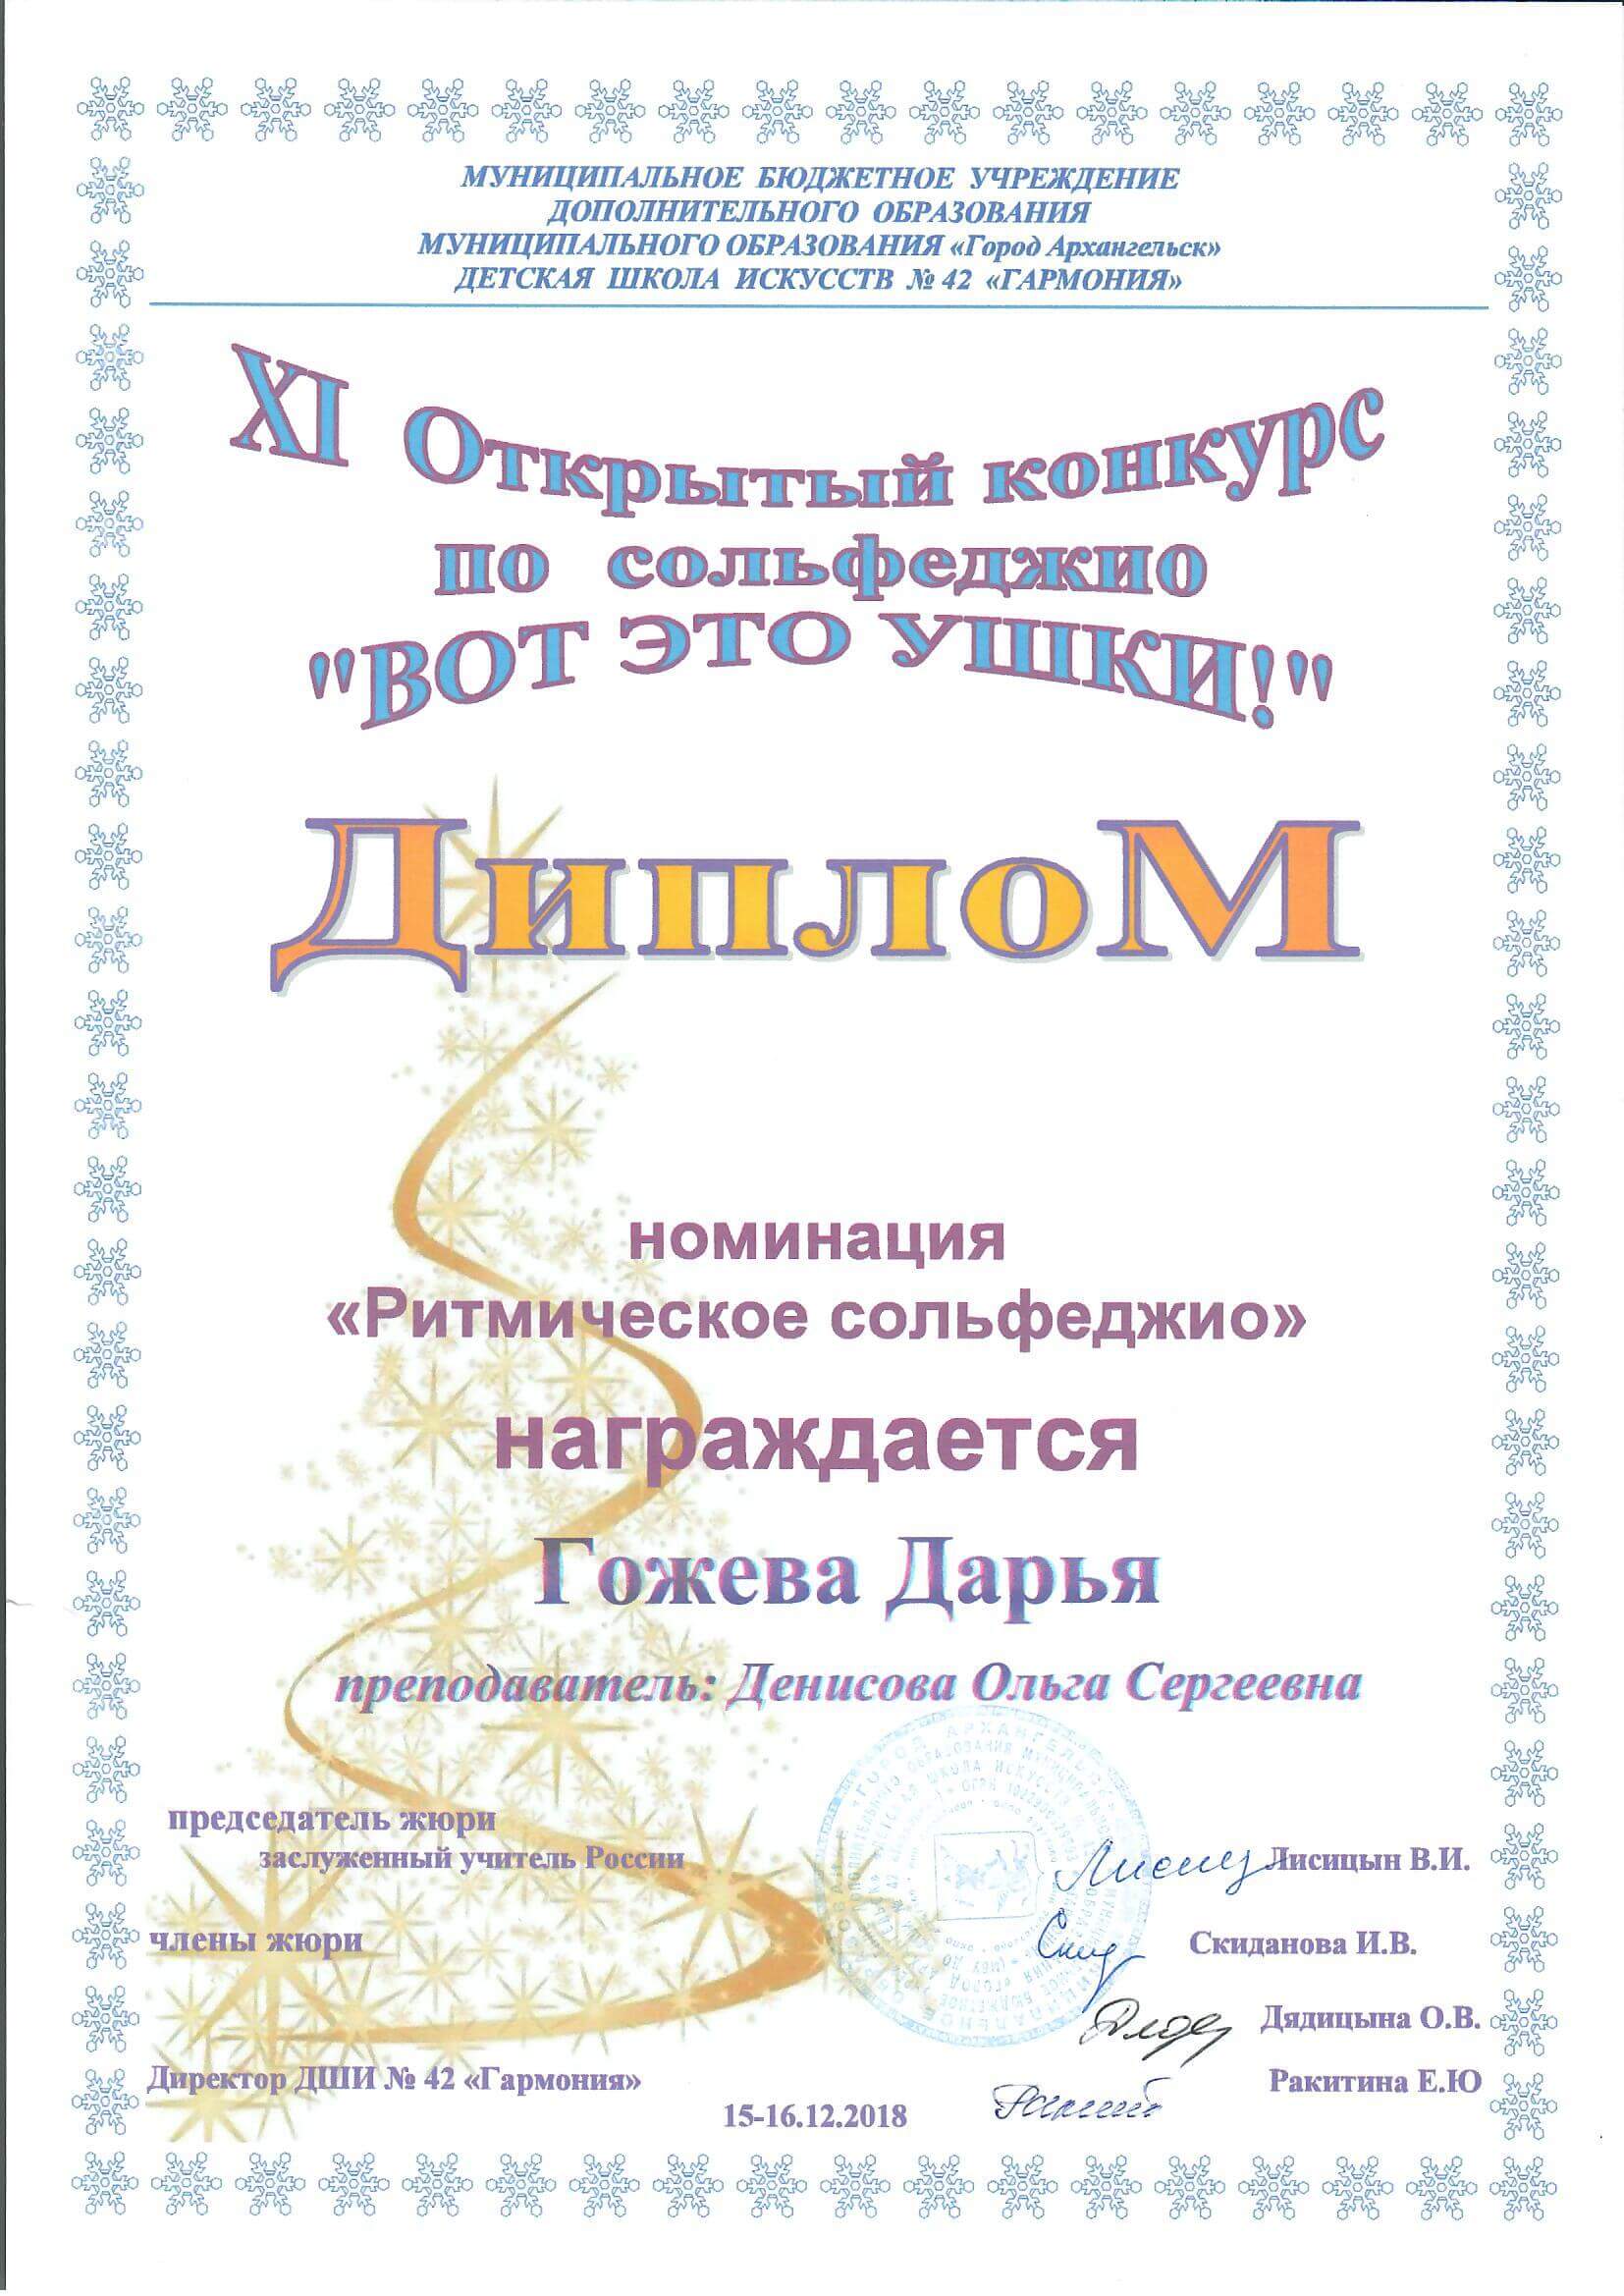 МУНИЦИПАЛЬНОЕ БЮДЖЕТНОЕ УЧРЕЖДЕНИЕ
ДОПОЛНИТЕЛЬНОГО ОБРАЗОВАНИЯ
МУНИЦИПАЛЬНОГО ОБРАЗОВАНИЯ «Город Архангельск»
ДЕТСКАЯ ШКОЛА ИСКУССТВ № 42 «ГАРМОНИЯ»
XI Открытый конкурс
по сольфеджио
"ВОТ ЭТО УШКИ!"
ДиплоМ
номинация
«Ритмическое сольфеджио»
награждается
Гожева Дарья
преподаватель: Денисова Ольга Сергеевна
председатель жюри
заслуженный учитель России
Лисицын В.И.
члены жюри
Скиданова И.В.
Дядицына О.В.
Директор ДШИ № 42 «Гармония»
Ракитина Е.Ю
15-16.12.2018